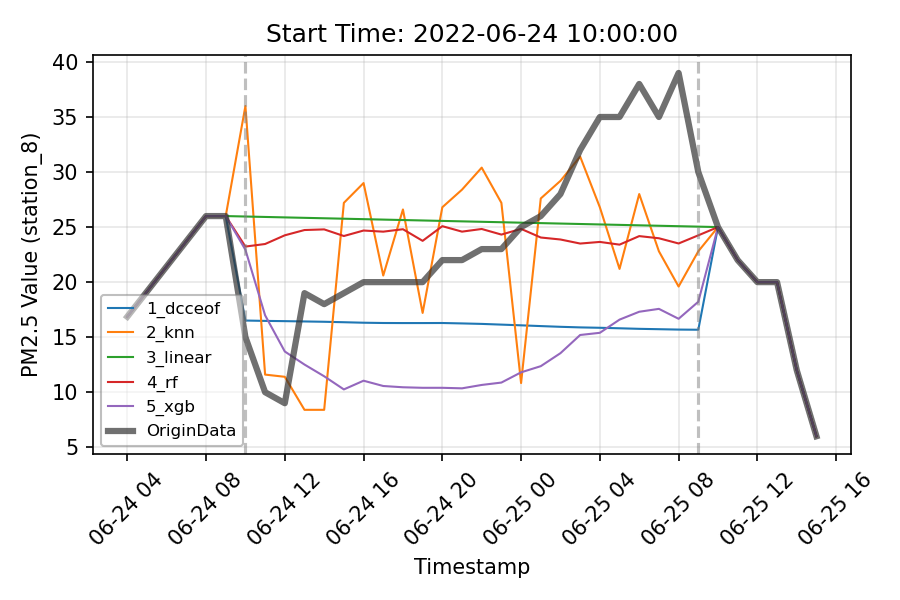 Start Time: 2022-06-24 10:00:00
PM2.5 Value (station_8)
40
35
30
25
20
15
10
5
1_dcceof
2_knn
3_linear
4_rf
5_xgb
OriginData
06-24 04
06-24 08
06-24 12
06-24 16
06-24 20
06-25 00
06-25 04
06-25 08
06-25 12
06-25 16
Timestamp